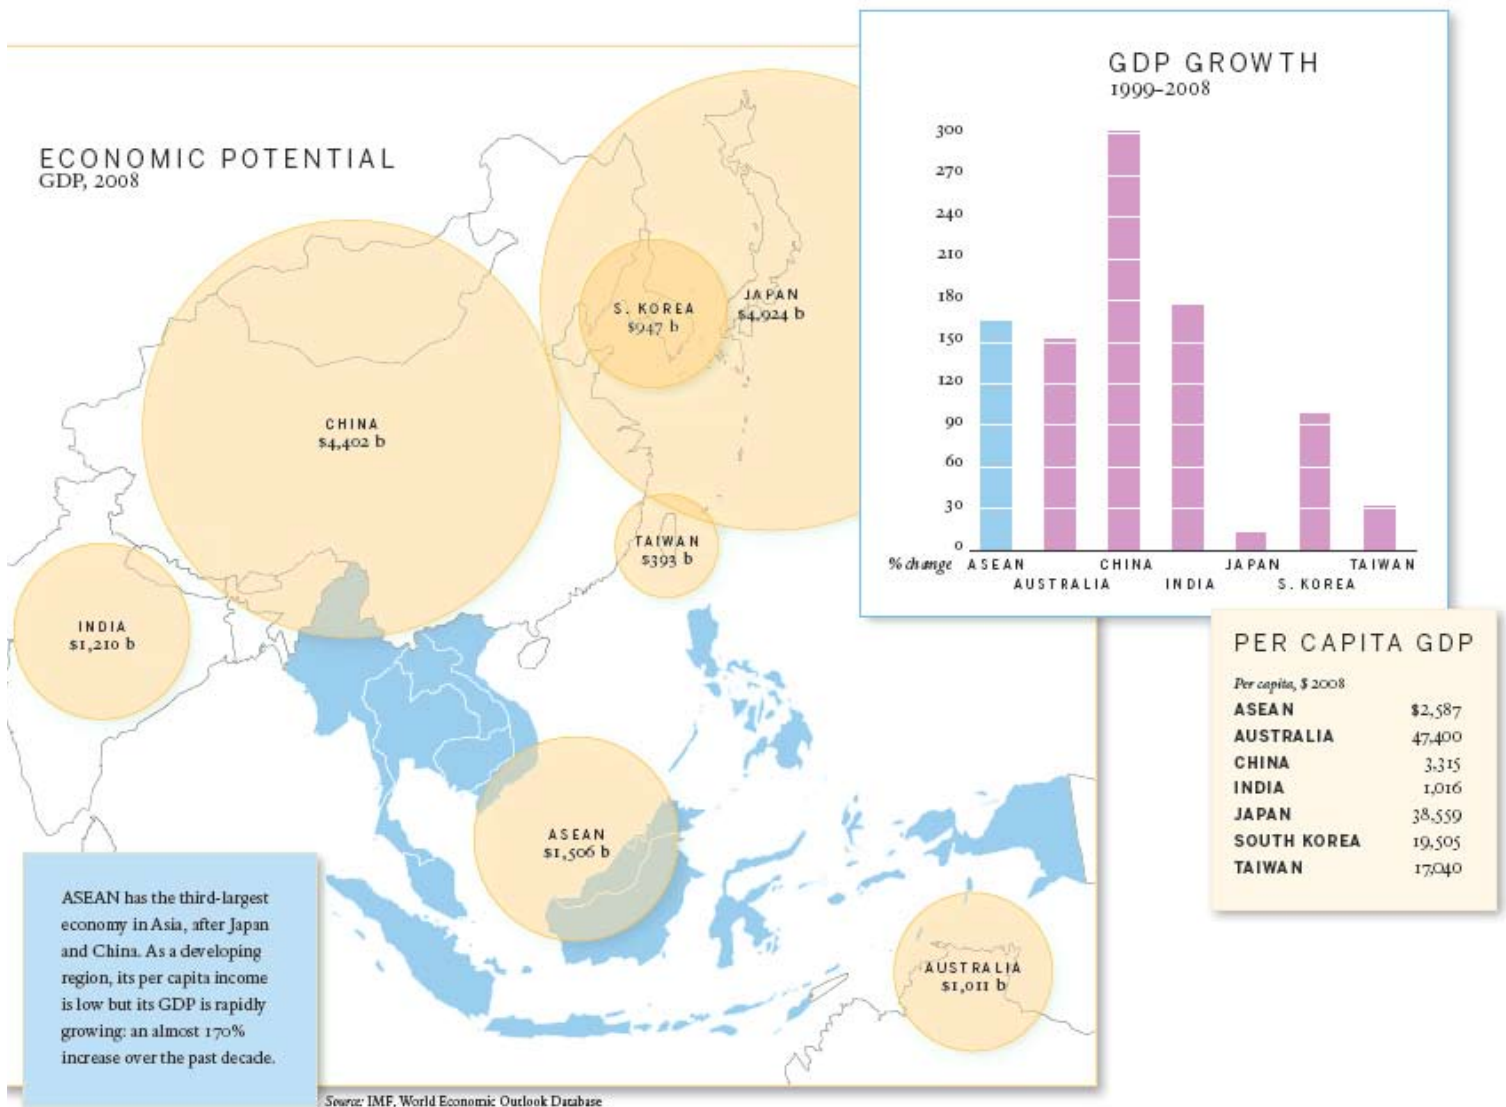 ECONOMIC POTENTIAL
GDP, 2008
S. KOREA
$947 b
JAPAN
$4,924 b
CHINA
$4,402 b
TAIWAN
$393 b
INDIA
$1,210 b
ASEAN
$1,506 b
AUSTRALIA
$1,011 b
ASEAN has the third-largest
economy in Asia, after Japan
and China. As a developing
region, its per capita income
is low but its GDP is rapidly
growing: an almost 170%
increase over the past decade.
Source: IMF, World Economic Outlook Database
GDP GROWTH
1999–2008
300
270
240
210
180
150
120
90
60
30
0
% change ASEAN CHINA JAPAN TAIWAN
AUSTRALIA INDIA S. KOREA
PER CAPITA GDP
Per capita, $ 2008
ASEAN $2,587
AUSTRALIA 47,400
CHINA 3,315
INDIA 1,016
JAPAN 38,559
SOUTH KOREA 19,505
TAIWAN 17,040